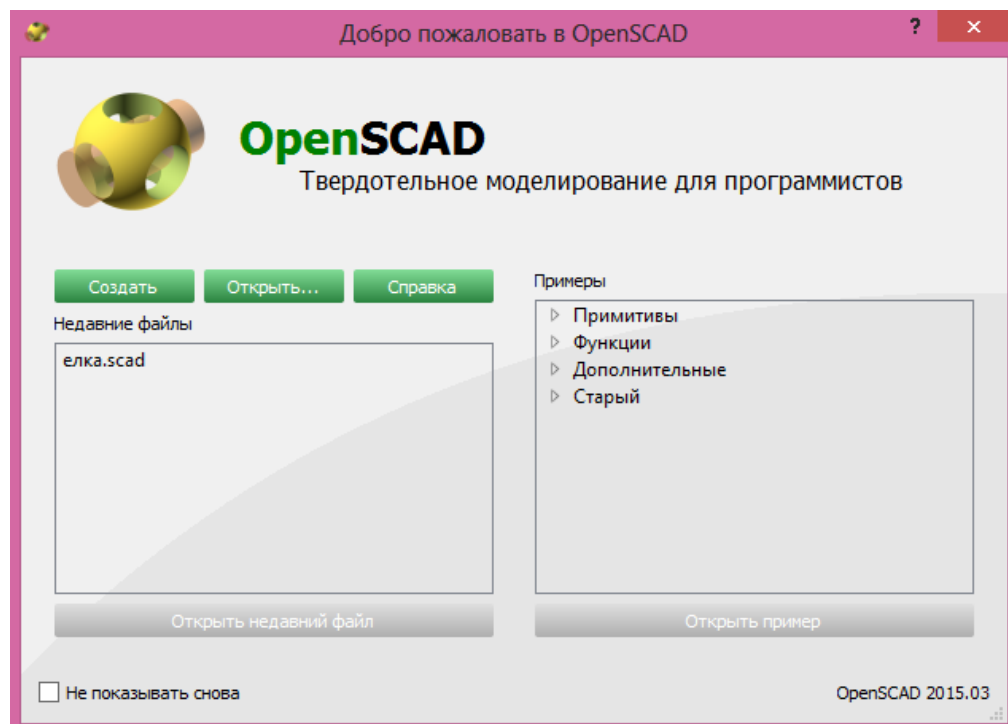 Добро пожаловать в OpenSCAD
?
OpenSCAD
Твердотельное моделирование для программистов
Создать
Открыть...
Справка
Недавние файлы
елка.scad
Открыть недавний файл
Примеры
Примитивы
Функции
Дополнительные
Старый
Открыть пример
Не показывать снова
OpenSCAD 2015.03